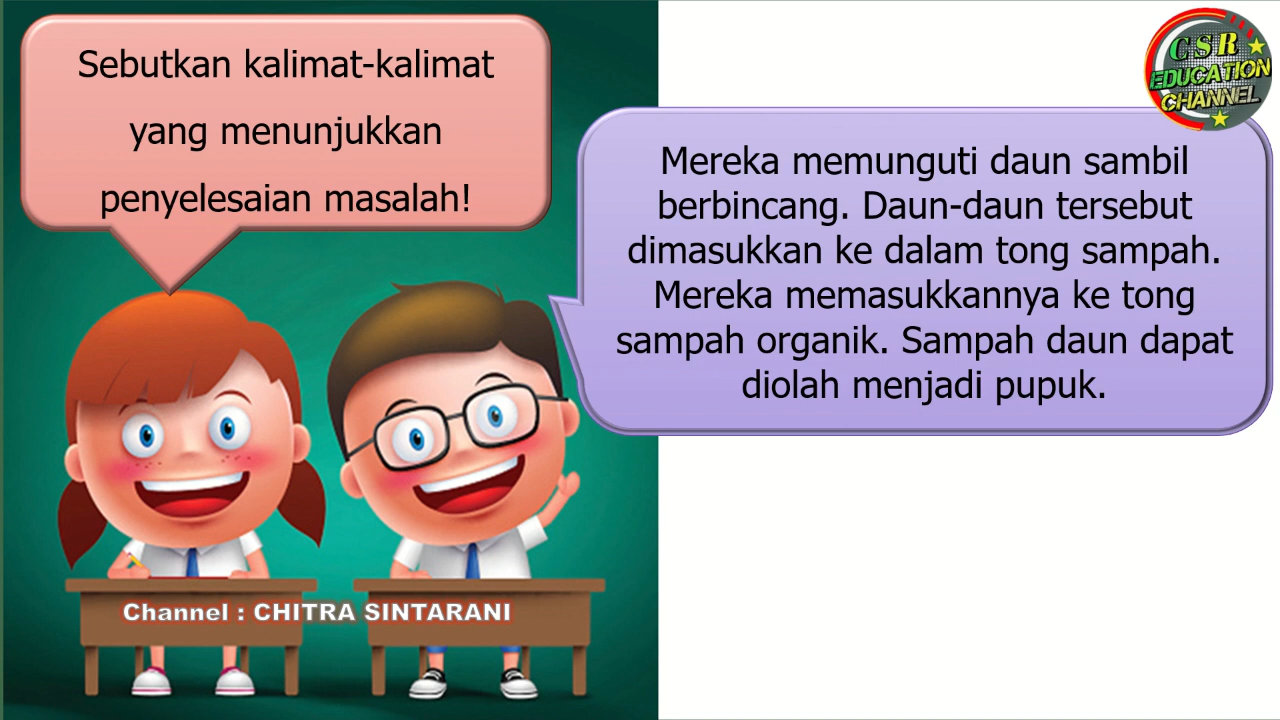 Sebutkan kalimat-kalimat
yang menunjukkan
penyelesaian masalah!
CSR
EDUCATION
CHANNEL
Mereka memunguti daun sambil
berbincang. Daun-daun tersebut
dimasukkan ke dalam tong sampah.
Mereka memasukkannya ke tong
sampah organik. Sampah daun dapat
diolah menjadi pupuk.
Channel : CHITRA SINTARANI